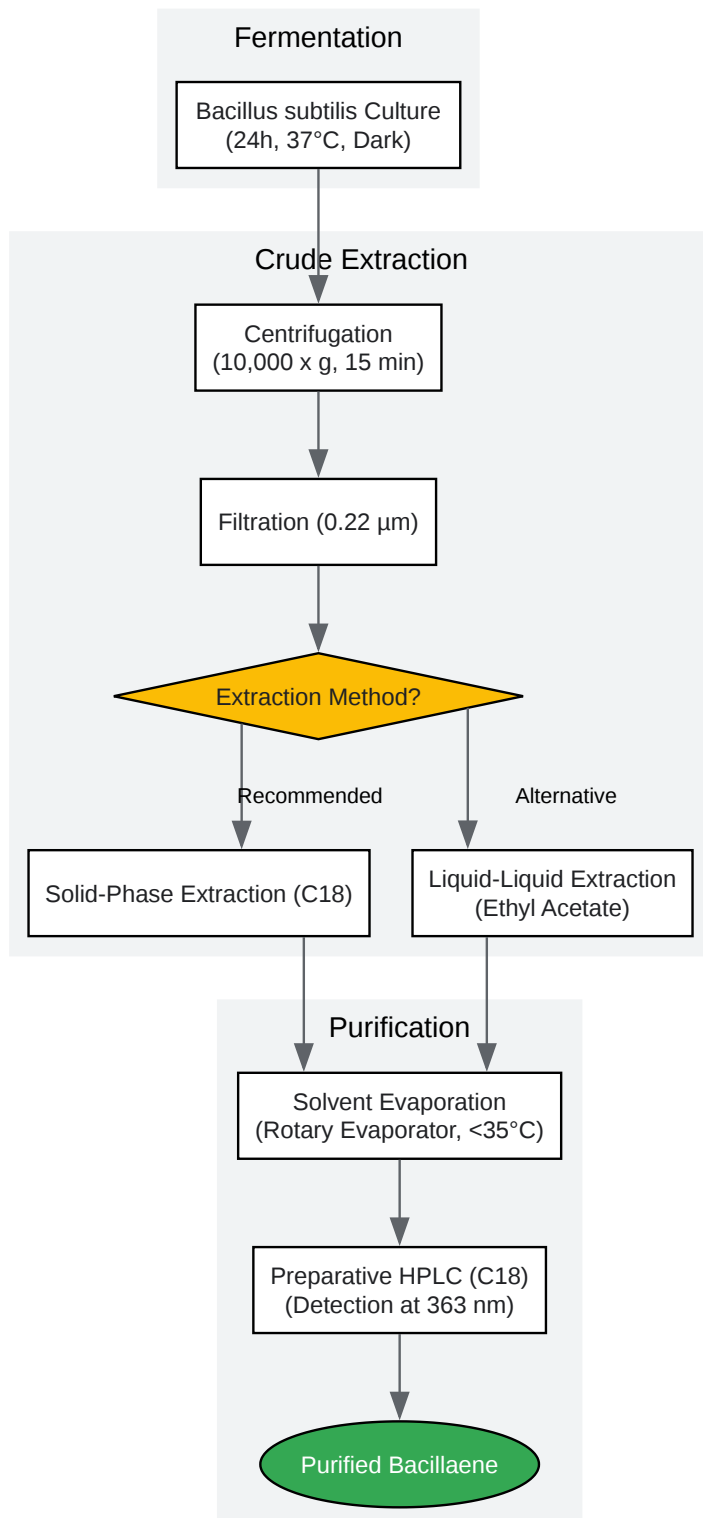 Fermentation
Bacillus subtilis Culture
(24h, 37°C, Dark)
Crude Extraction
Centrifugation
(10,000 x g, 15 min)
Filtration (0.22 µm)
Extraction Method?
Recommended
Alternative
Solid-Phase Extraction (C18)
Liquid-Liquid Extraction
(Ethyl Acetate)
Purification
Solvent Evaporation
(Rotary Evaporator, <35°C)
Preparative HPLC (C18)
(Detection at 363 nm)
Purified Bacillaene